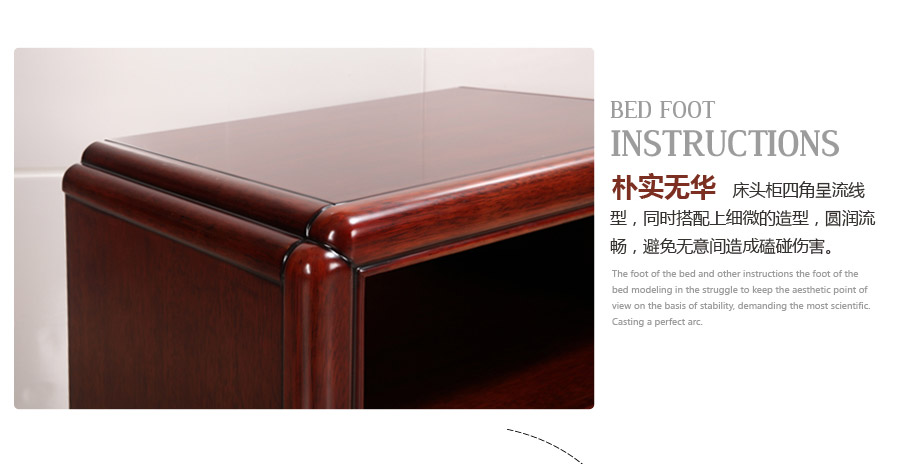 BED FOOT
INSTRUCTIONS
朴实无华 床头柜四角呈流线
型，同时搭配上细微的造型，圆润流
畅，避免无意间造成磕碰伤害。
The foot of the bed and other instructions the foot of the
bed modeling in the struggle to keep the aesthetic point of
view on the basis of stability, demanding the most scientific.
Casting a perfect arc.